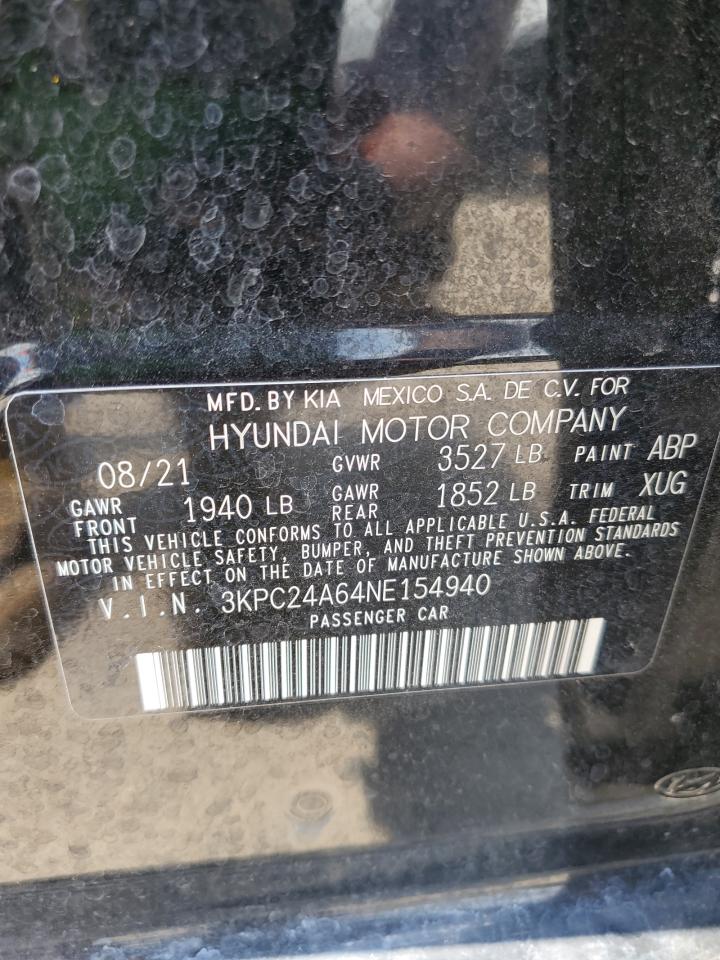 MFD. BY KIA MEXICO S.A. DE C.V. FOR
HYUNDAI MOTOR COMPANY
08/21 GVWR 3527 LB PAINT ABP
GAWR FRONT 1940 LB GAWR REAR 1852 LB TRIM XUG
THIS VEHICLE CONFORMS TO ALL APPLICABLE U.S.A. FEDERAL
MOTOR VEHICLE SAFETY, BUMPER, AND THEFT PREVENTION STANDARDS
IN EFFECT ON THE DATE OF MANUFACTURE SHOWN ABOVE.
V.I.N. 3KPC24A64NE154940
PASSENGER CAR